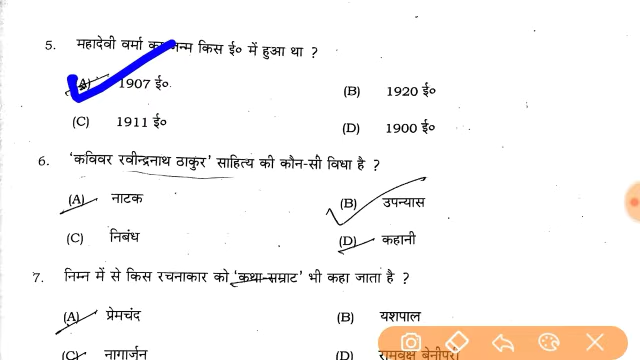 5. महादेवी वर्मा का जन्म किस ई० में हुआ था ?
(A) 1907 ई० (B) 1920 ई०
(C) 1911 ई० (D) 1900 ई०
6. 'कविवर रवीन्द्रनाथ ठाकुर' साहित्य की कौन-सी विधा है ?
(A) नाटक (B) उपन्यास
(C) निबंध (D) कहानी
7. निम्न में से किस रचनाकार को 'कथा-सम्राट' भी कहा जाता है ?
(A) प्रेमचंद (B) यशपाल
(C) नागार्जन (D) रामवृक्ष बेनीपुरी